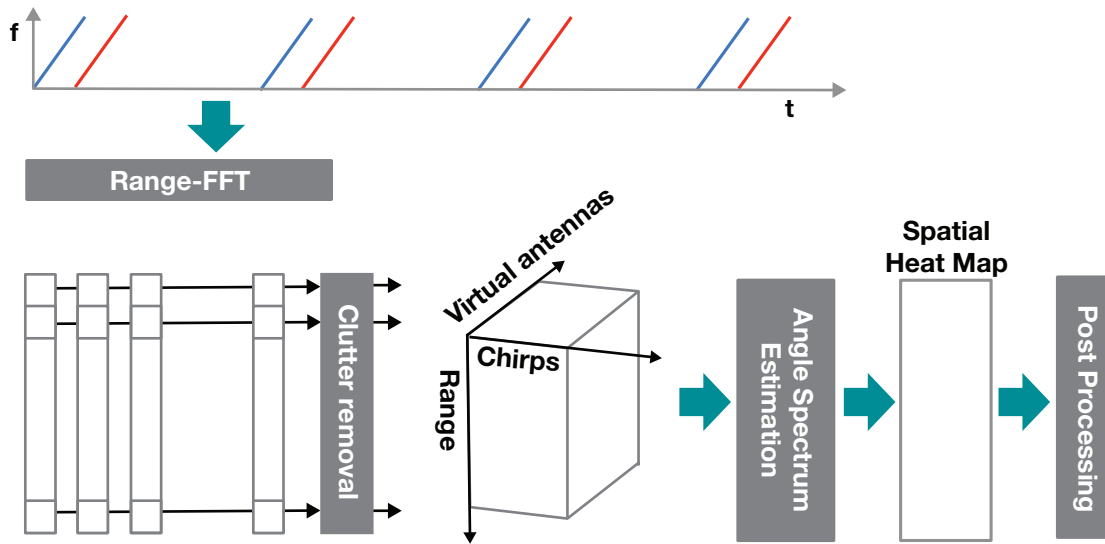 f
t
Range-FFT
Clutter removal
Virtual antennas
Chirps
Range
Angle Spectrum
Estimation
Spatial
Heat Map
Post Processing